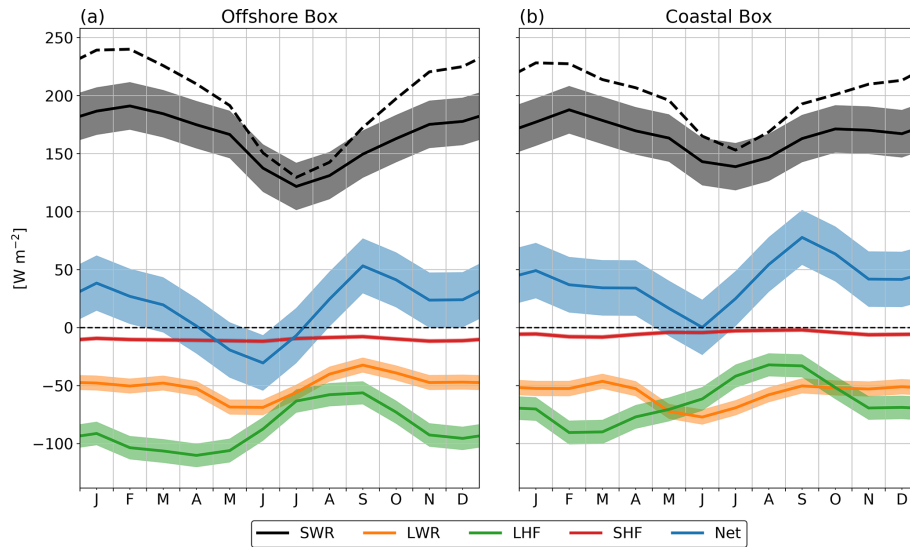 (a) Offshore Box
(b) Coastal Box
[W m−2]
250
200
150
100
50
0
−50
−100
J F M A M J J A S O N D
J F M A M J J A S O N D
SWR LWR LHF SHF Net